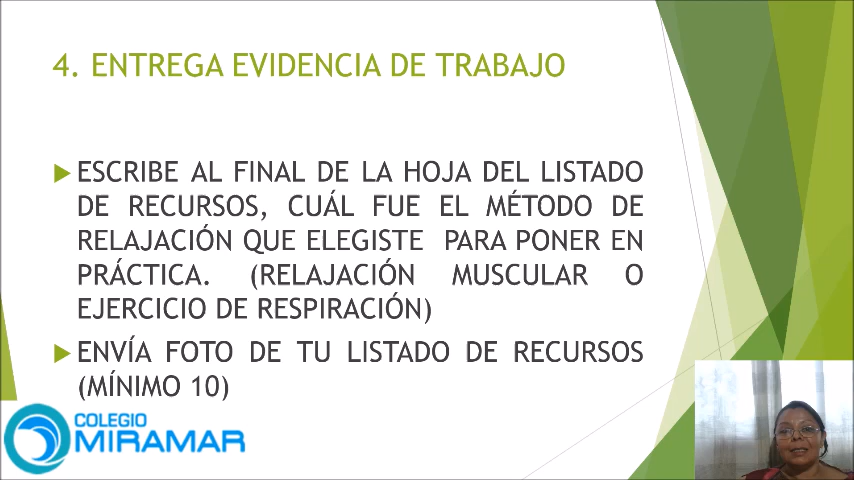 4. ENTREGA EVIDENCIA DE TRABAJO
ESCRIBE AL FINAL DE LA HOJA DEL LISTADO
DE RECURSOS, CUÁL FUE EL MÉTODO DE
RELAJACIÓN QUE ELEGISTE PARA PONER EN
PRÁCTICA. (RELAJACIÓN MUSCULAR O
EJERCICIO DE RESPIRACIÓN)
ENVÍA FOTO DE TU LISTADO DE RECURSOS
(MÍNIMO 10)
COLEGIO
MIRAMAR